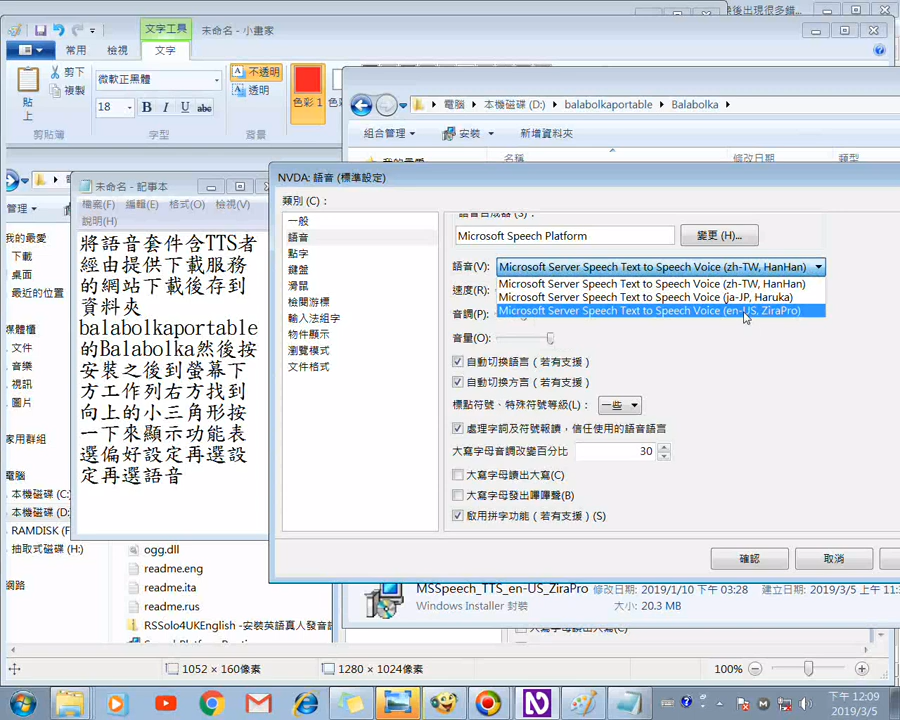 文字工具
未命名 - 小畫家
常用
檢視
文字
貼上
剪下
複製
剪貼簿
微軟正黑體
18
B I U abc
字型
不透明
透明
背景
色彩 1
電腦
本機磁碟 (D:)
balabolkaportable
Balabolka
組合管理
安裝
新增資料夾
名稱
修改日期
類型
管理
我的最愛
下載
桌面
最近的位置
媒體櫃
文件
音樂
視訊
圖片
家用群組
電腦
本機磁碟 (C:
本機磁碟 (D:
RAMDISK (F
抽取式磁碟 (H:)
網路
未命名 - 記事本
檔案(F) 編輯(E) 格式(O) 檢視(V)
說明(H)
將語音套件含TTS者
經由提供下載服務
的網站下載後存到
資料夾
balabolkaportable
的Balabolka然後按
安裝之後到螢幕下
方工作列右方找到
向上的小三角形按
一下來顯示功能表
選偏好設定再選設
定再選語音
NVDA: 語音 (標準設定)
類別 (C)：
一般
語音
點字
鍵盤
滑鼠
檢閱游標
輸入法組字
物件顯示
瀏覽模式
文件格式
語音合成器 (S)：
Microsoft Speech Platform
變更 (H)...
語音(V):
Microsoft Server Speech Text to Speech Voice (zh-TW, HanHan)
Microsoft Server Speech Text to Speech Voice (zh-TW, HanHan)
Microsoft Server Speech Text to Speech Voice (ja-JP, Haruka)
Microsoft Server Speech Text to Speech Voice (en-US, ZiraPro)
速度(R):
音調(P):
音量(O):
自動切換語言（若有支援）
自動切換方言（若有支援）
標點符號、特殊符號等級(L)：
一些
處理字詞及符號報讀，信任使用的語音語言
大寫字母音調改變百分比
30
大寫字母讀出大寫(C)
大寫字母發出嗶嗶聲(B)
啟用拼字功能（若有支援）(S)
確認
取消
ogg.dll
readme.eng
readme.ita
readme.rus
RSSolo4UKEnglish -安裝英語真人發音語
MSSpeech_TTS_en-US_ZiraPro
修改日期: 2019/1/10 下午 03:28
建立日期: 2019/3/5 上午 11:
Windows Installer 封裝
大小: 20.3 MB
1052 × 160像素
1280 × 1024像素
100%
下午 12:09
2019/3/5